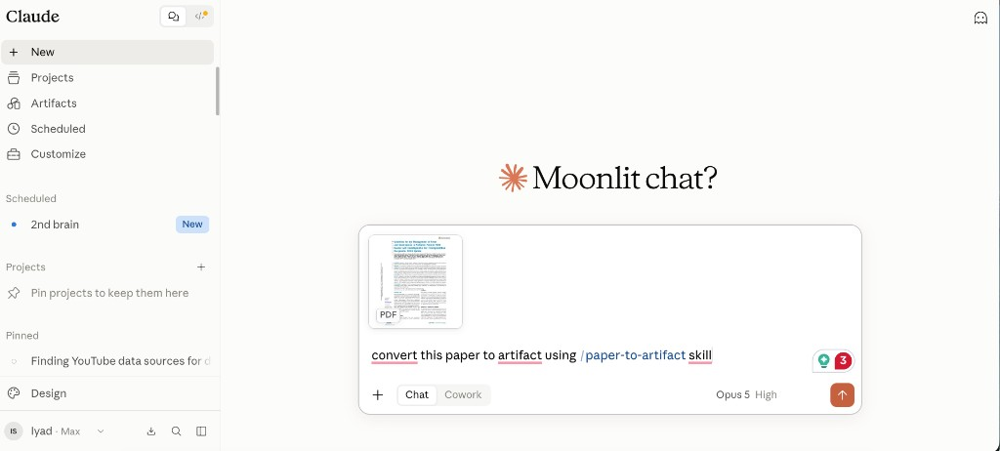 Claude
New
Projects
Artifacts
Scheduled
Customize
Scheduled
2nd brain New
Projects
Pin projects to keep them here
Pinned
Finding YouTube data sources for
Design
IS Iyad · Max
Moonlit chat?
PDF
convert this paper to artifact using /paper-to-artifact skill
3
Chat Cowork
Opus 5 High